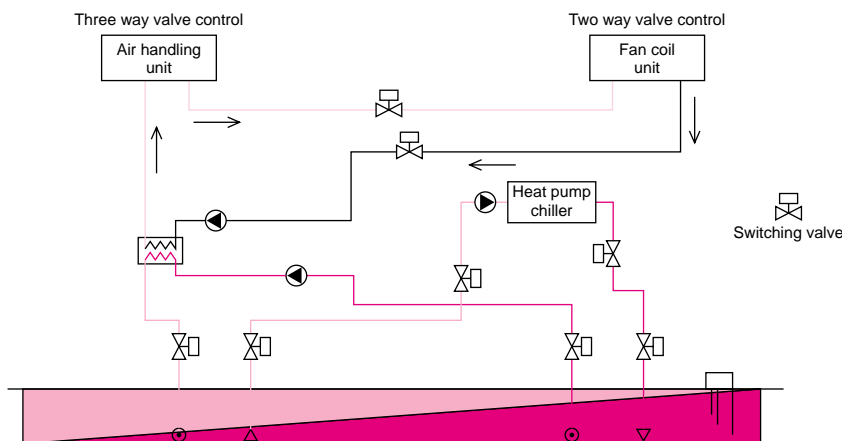 Three way valve control
Two way valve control
Air handling
unit
Fan coil
unit
Heat pump
chiller
Switching valve